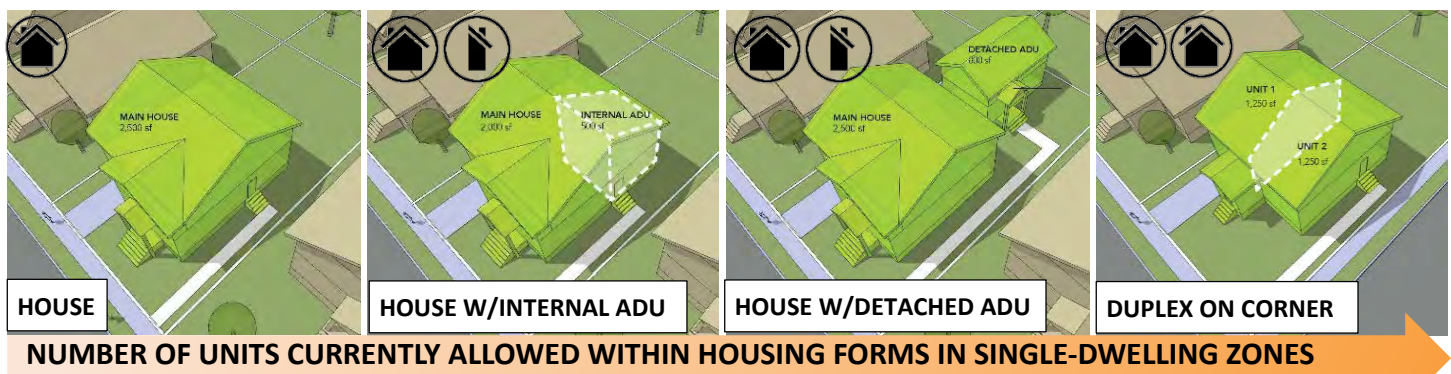 MAIN HOUSE
2,500 sf
HOUSE
MAIN HOUSE
2,000 sf
INTERNAL ADU
500 sf
HOUSE W/INTERNAL ADU
DETACHED ADU
MAIN HOUSE
2,500 sf
HOUSE W/DETACHED ADU
UNIT 1
1,250 sf
UNIT 2
1,250 sf
DUPLEX ON CORNER
NUMBER OF UNITS CURRENTLY ALLOWED WITHIN HOUSING FORMS IN SINGLE-DWELLING ZONES